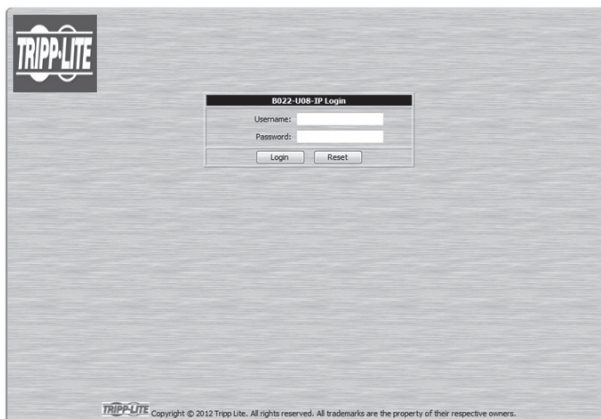 TRIPP·LITE
B022-U08-IP Login
Username:
Password:
Login Reset
TRIPP·LITE Copyright © 2012 Tripp Lite. All rights reserved. All trademarks are the property of their respective owners.